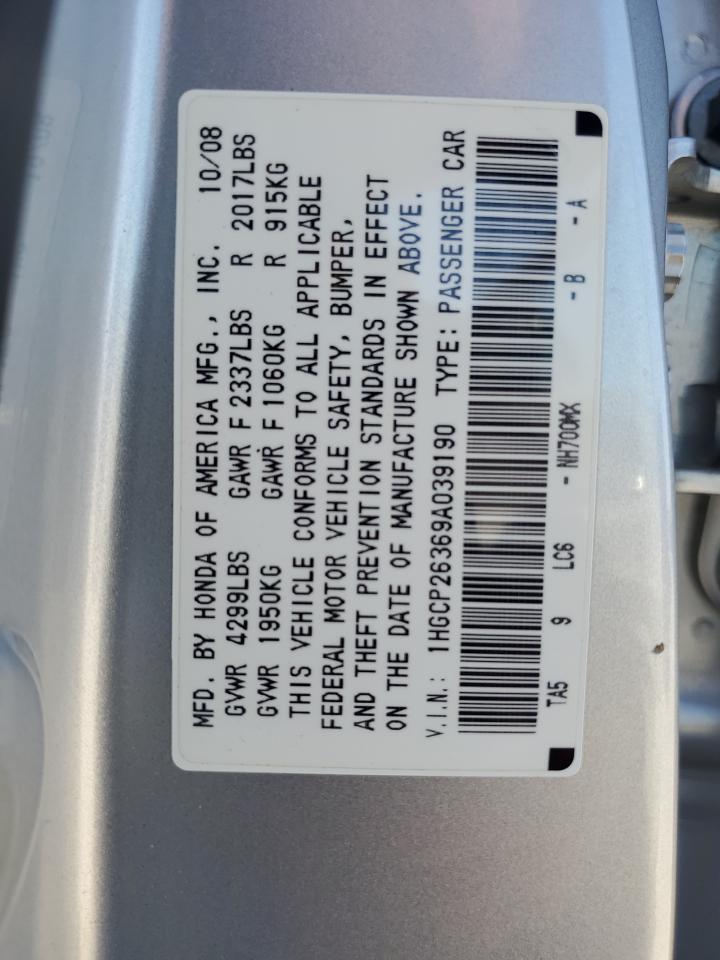 MFD. BY HONDA OF AMERICA MFG., INC. 10/08
GVWR 4299LBS GAWR F 2337LBS R 2017LBS
GVWR 1950KG GAWR F 1060KG R 915KG
THIS VEHICLE CONFORMS TO ALL APPLICABLE
FEDERAL MOTOR VEHICLE SAFETY, BUMPER,
AND THEFT PREVENTION STANDARDS IN EFFECT
ON THE DATE OF MANUFACTURE SHOWN ABOVE.
V.I.N.: 1HGCP26369A039190 TYPE: PASSENGER CAR
TA5 9 LC6 - NH700MX - B - A